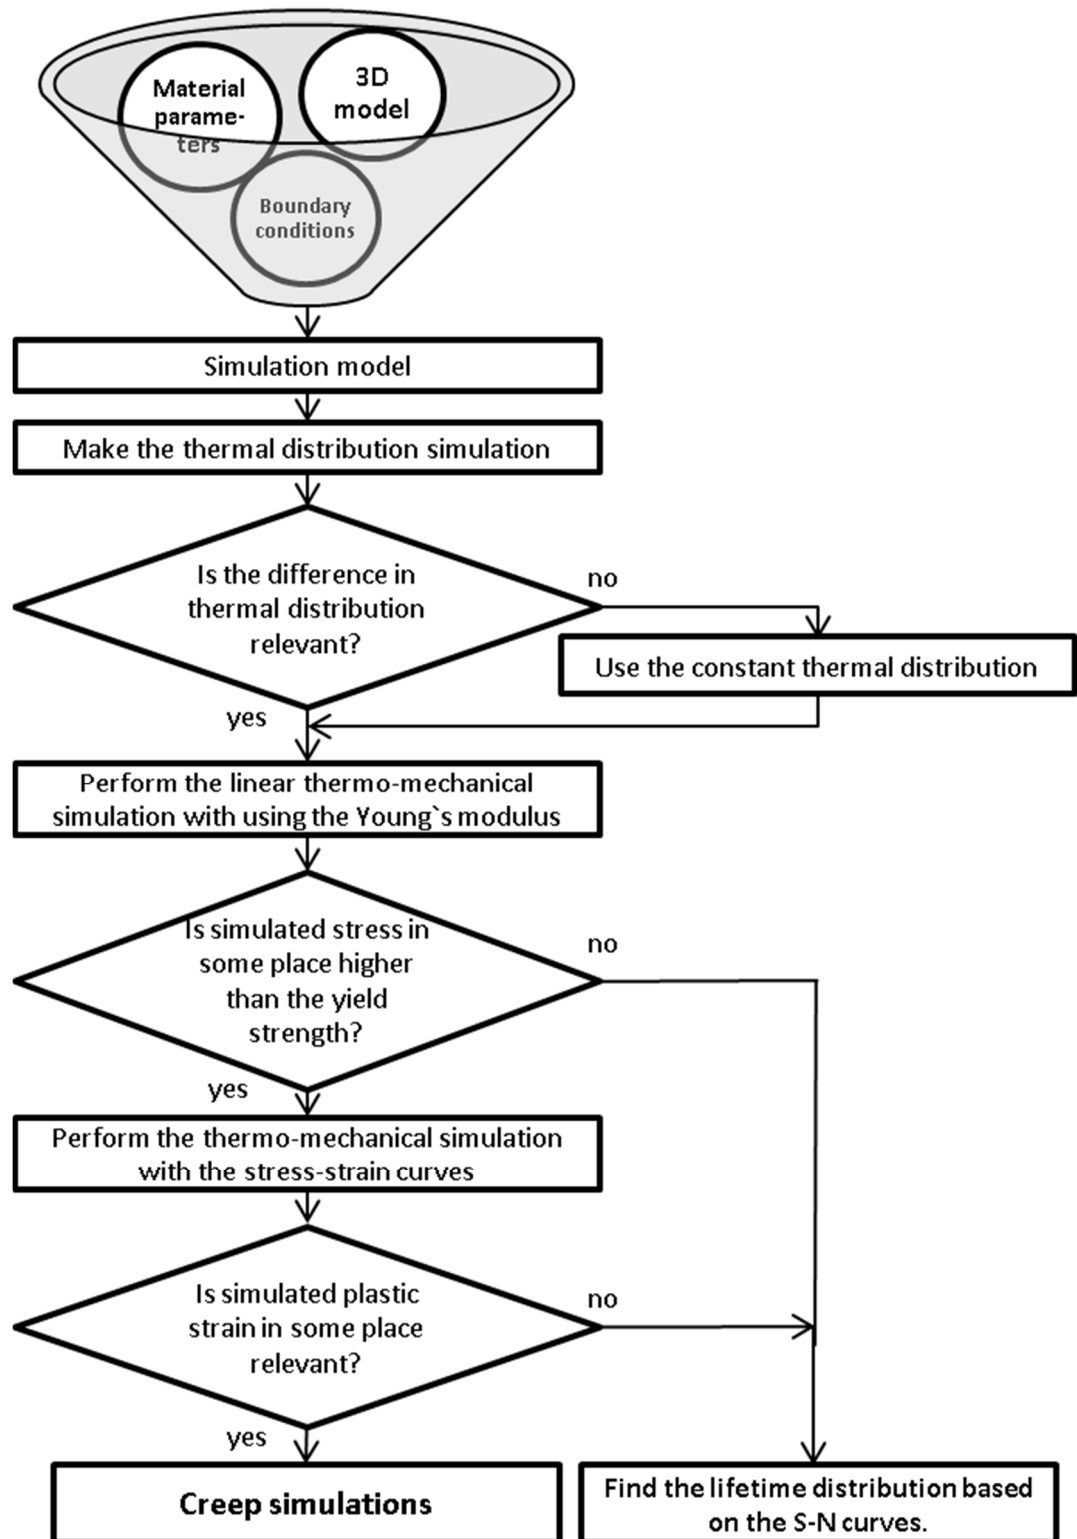 Material
parame-
ters
3D
model
Boundary
conditions
Simulation model
Make the thermal distribution simulation
Is the difference in
thermal distribution
relevant?
no
Use the constant thermal distribution
yes
Perform the linear thermo-mechanical
simulation with using the Young`s modulus
Is simulated stress in
some place higher
than the yield
strength?
no
yes
Perform the thermo-mechanical simulation
with the stress-strain curves
Is simulated plastic
strain in some place
relevant?
no
yes
Creep simulations
Find the lifetime distribution based
on the S-N curves.